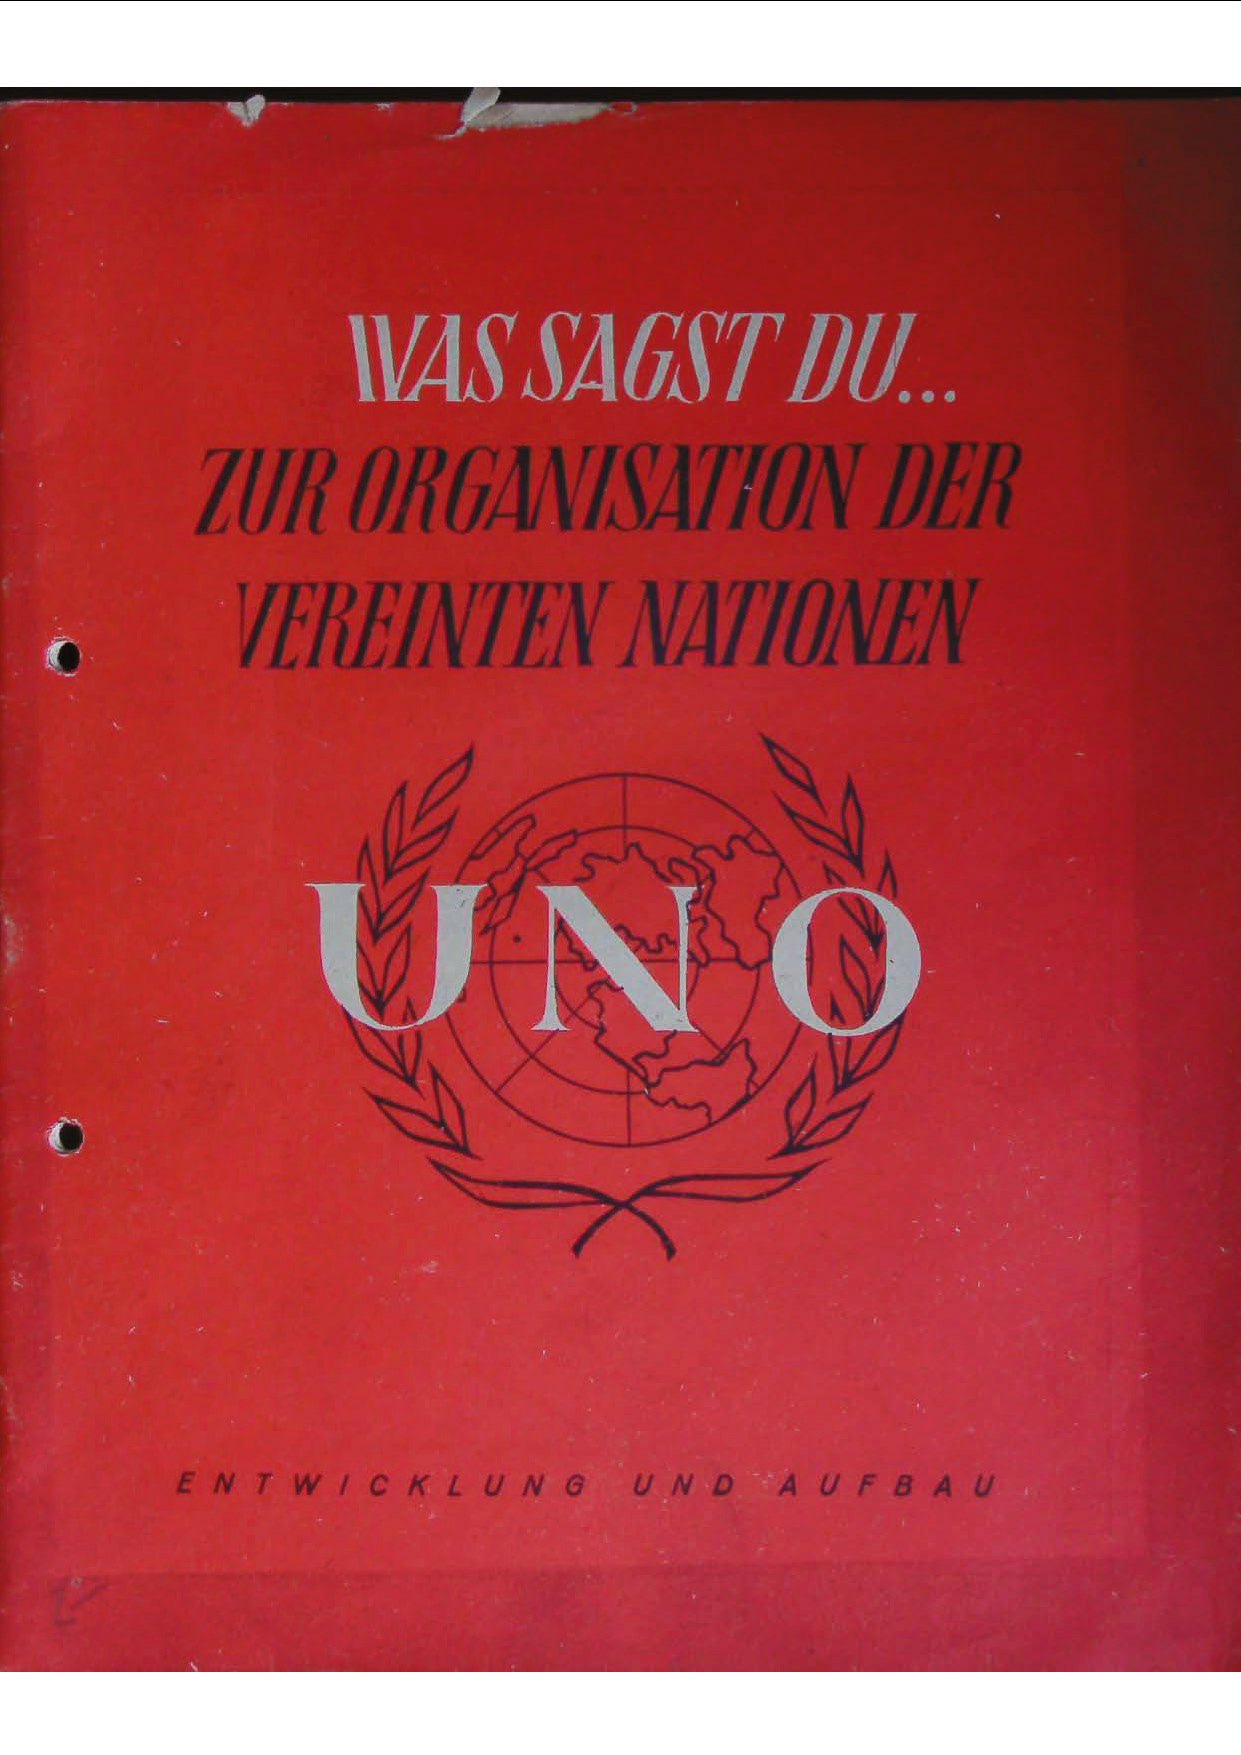 WAS SAGST DU...
ZUR ORGANISATION DER
VEREINTEN NATIONEN
UNO
ENTWICKLUNG UND AUFBAU